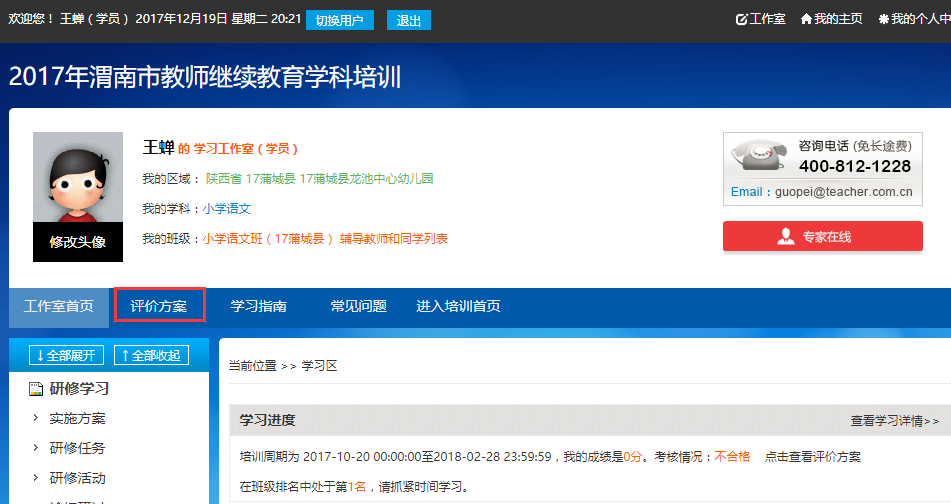 欢迎您！ 王蝉（学员）2017年12月19日 星期二 20:21 切换用户 退出 工作室 我的主页 我的个人中
2017年渭南市教师继续教育学科培训
王蝉 的 学习工作室（学员）
我的区域： 陕西省 17蒲城县 17蒲城县龙池中心幼儿园
我的学科：小学语文
我的班级：小学语文班（17蒲城县） 辅导教师和同学列表
修改头像
咨询电话 (免长途费)
400-812-1228
Email：guopei@teacher.com.cn
专家在线
工作室首页 评价方案 学习指南 常见问题 进入培训首页
↓全部展开 ↑全部收起
研修学习
实施方案
研修任务
研修活动
当前位置 >> 学习区
学习进度 查看学习详情>>
培训周期为 2017-10-20 00:00:00至2018-02-28 23:59:59，我的成绩是0分。考核情况：不合格 点击查看评价方案
在班级排名中处于第1名，请抓紧时间学习。